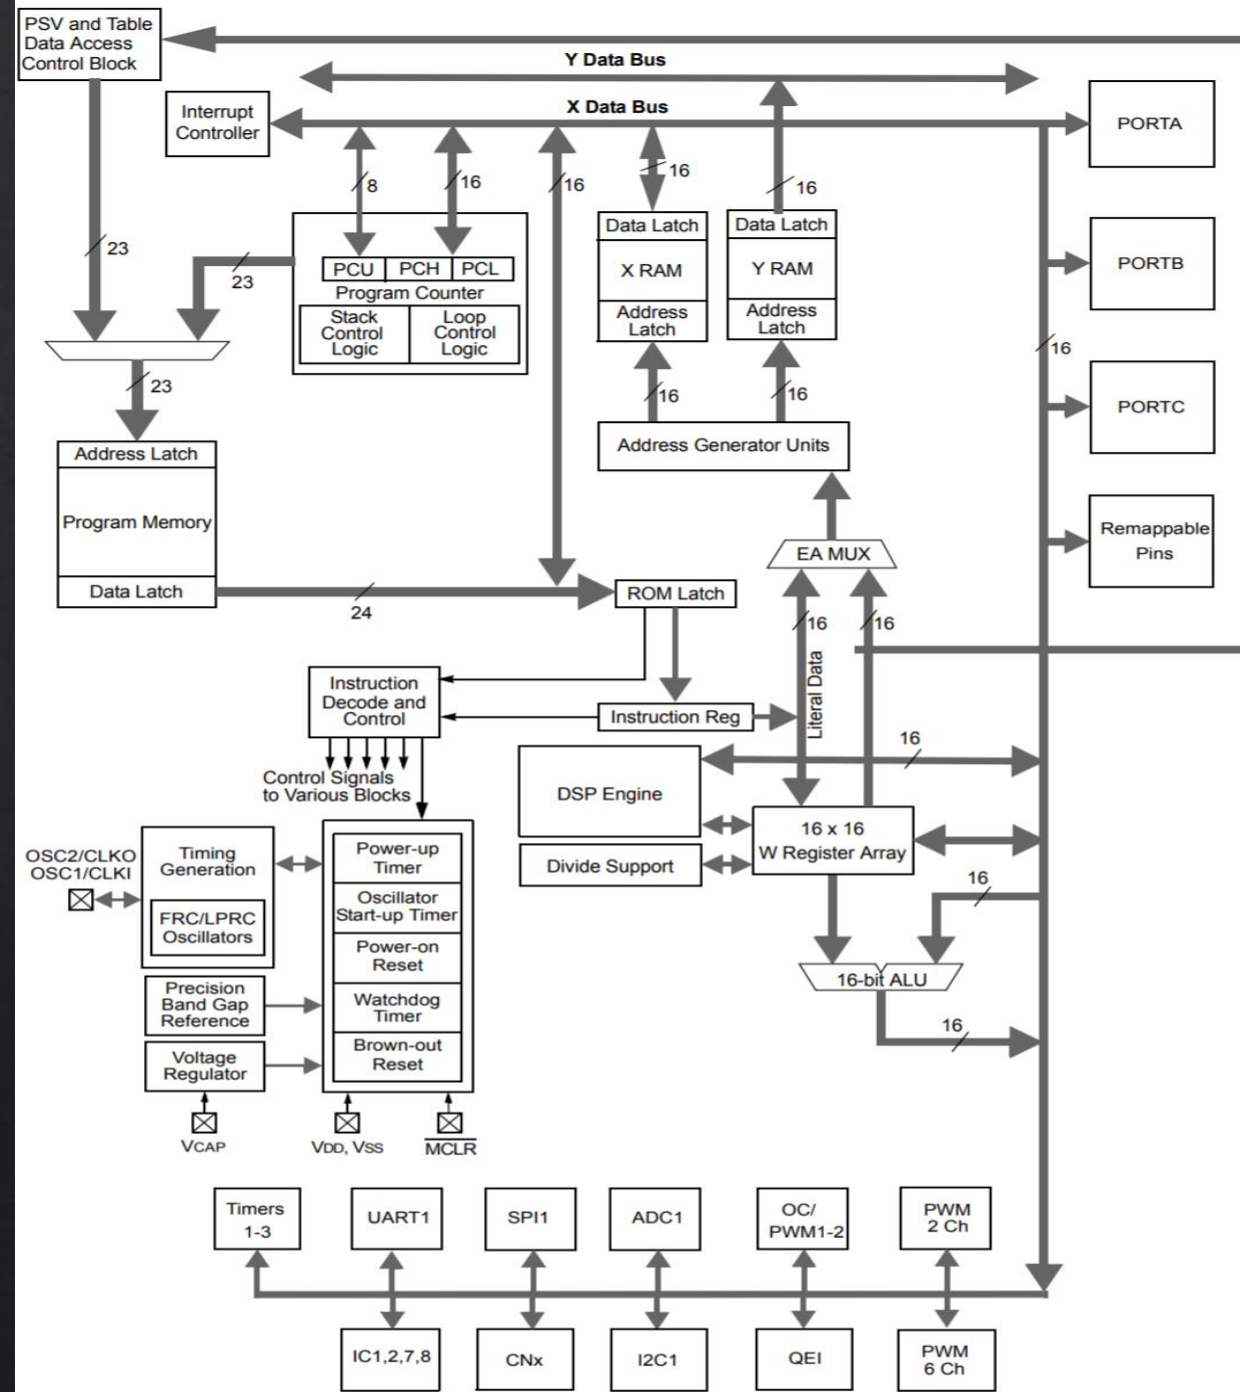 PSV and Table
Data Access
Control Block
Y Data Bus
X Data Bus
Interrupt
Controller
PORTA
8
16
16
16
16
Data Latch
X RAM
Address
Latch
Data Latch
Y RAM
Address
Latch
PORTB
23
23
PCU
PCH
PCL
Program Counter
Stack
Control
Logic
Loop
Control
Logic
16
23
16
16
PORTC
Address Generator Units
Address Latch
Program Memory
Data Latch
Remappable
Pins
EA MUX
24
ROM Latch
16
16
Literal Data
Instruction
Decode and
Control
Instruction Reg
16
Control Signals
to Various Blocks
DSP Engine
16 x 16
W Register Array
Divide Support
16
OSC2/CLKO
OSC1/CLKI
Timing
Generation
FRC/LPRC
Oscillators
Power-up
Timer
Oscillator
Start-up Timer
Power-on
Reset
Watchdog
Timer
Brown-out
Reset
16-bit ALU
16
Precision
Band Gap
Reference
Voltage
Regulator
VCAP
VDD, VSS
MCLR
Timers
1-3
UART1
SPI1
ADC1
OC/
PWM1-2
PWM
2 Ch
IC1,2,7,8
CNx
I2C1
QEI
PWM
6 Ch